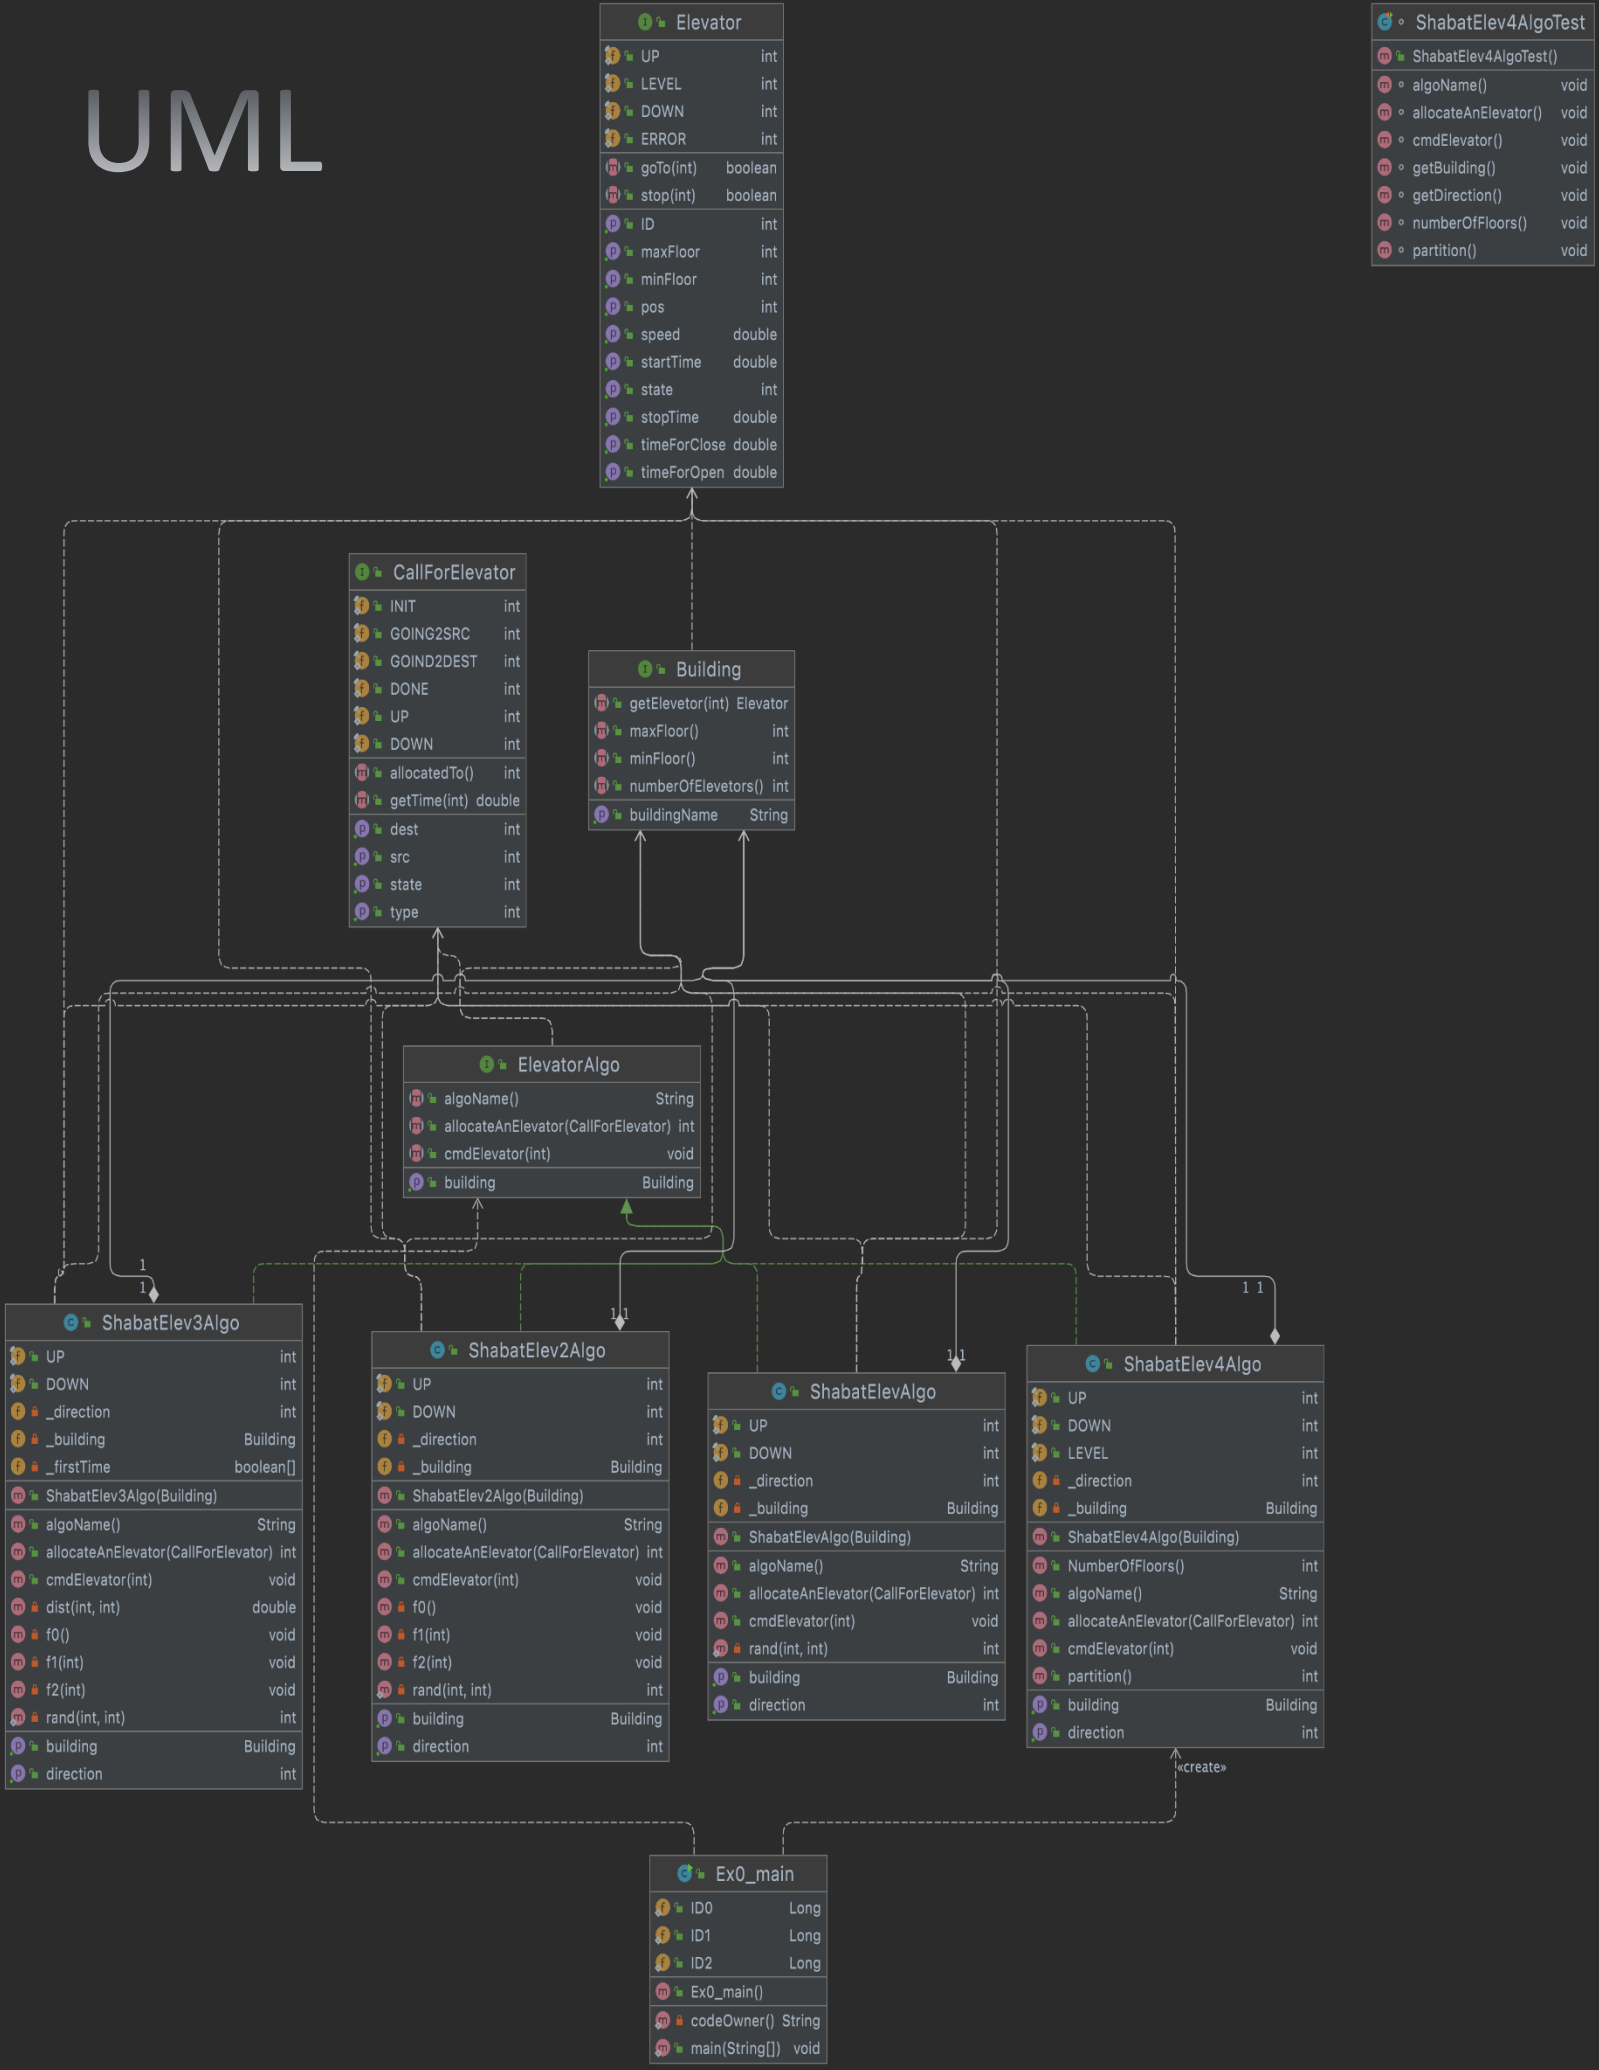 UML
Elevator
UP int
LEVEL int
DOWN int
ERROR int
goTo(int) boolean
stop(int) boolean
ID int
maxFloor int
minFloor int
pos int
speed double
startTime double
state int
stopTime double
timeForClose double
timeForOpen double
ShabatElev4AlgoTest
ShabatElev4AlgoTest()
algoName() void
allocateAnElevator() void
cmdElevator() void
getBuilding() void
getDirection() void
numberOfFloors() void
partition() void
CallForElevator
INIT int
GOING2SRC int
GOIND2DEST int
DONE int
UP int
DOWN int
allocatedTo() int
getTime(int) double
dest int
src int
state int
type int
Building
getElevetor(int) Elevator
maxFloor() int
minFloor() int
numberOfElevetors() int
buildingName String
ElevatorAlgo
algoName() String
allocateAnElevator(CallForElevator) int
cmdElevator(int) void
building Building
1
1
1 1
1 1
1 1
ShabatElev3Algo
UP int
DOWN int
_direction int
_building Building
_firstTime boolean[]
ShabatElev3Algo(Building)
algoName() String
allocateAnElevator(CallForElevator) int
cmdElevator(int) void
dist(int, int) double
f0() void
f1(int) void
f2(int) void
rand(int, int) int
building Building
direction int
ShabatElev2Algo
UP int
DOWN int
_direction int
_building Building
ShabatElev2Algo(Building)
algoName() String
allocateAnElevator(CallForElevator) int
cmdElevator(int) void
f0() void
f1(int) void
f2(int) void
rand(int, int) int
building Building
direction int
ShabatElevAlgo
UP int
DOWN int
_direction int
_building Building
ShabatElevAlgo(Building)
algoName() String
allocateAnElevator(CallForElevator) int
cmdElevator(int) void
rand(int, int) int
building Building
direction int
ShabatElev4Algo
UP int
DOWN int
LEVEL int
_direction int
_building Building
ShabatElev4Algo(Building)
NumberOfFloors() int
algoName() String
allocateAnElevator(CallForElevator) int
cmdElevator(int) void
partition() int
building Building
direction int
«create»
Ex0_main
ID0 Long
ID1 Long
ID2 Long
Ex0_main()
codeOwner() String
main(String[]) void